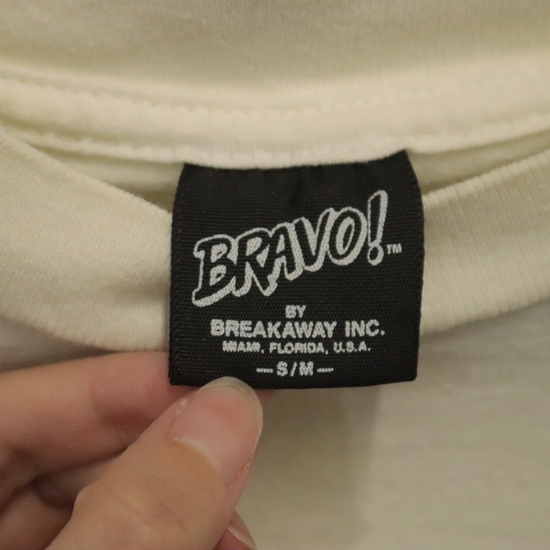 BRAVO!™
BY
BREAKAWAY INC.
MIAMI, FLORIDA, U.S.A.
— S/M —